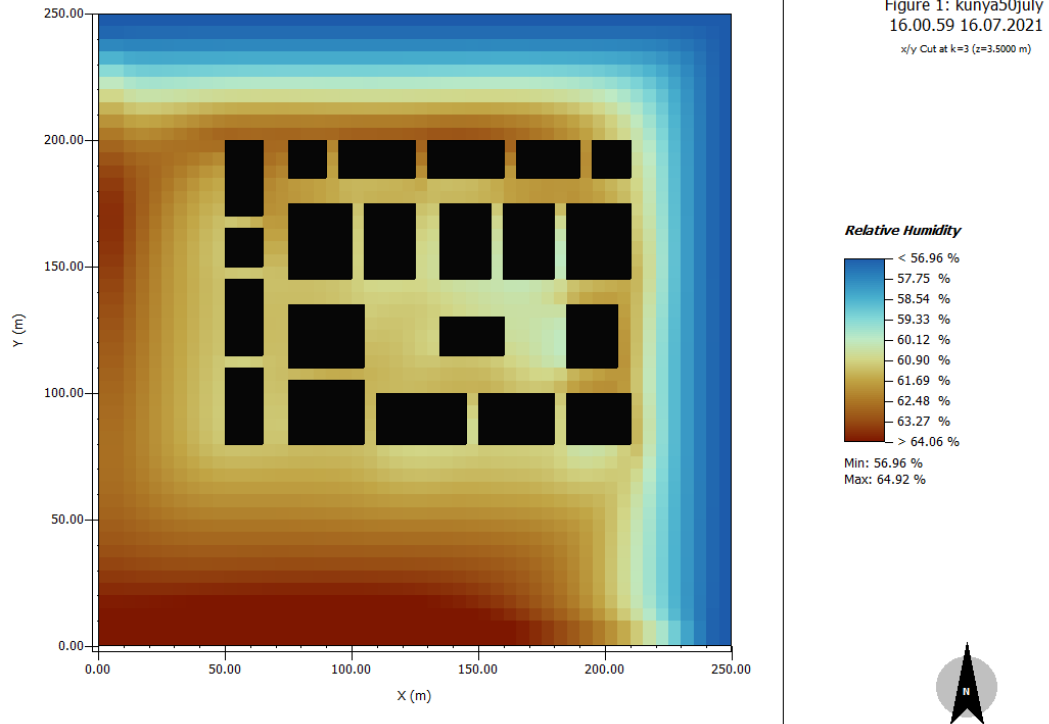 Figure 1: kunya50july
16.00.59 16.07.2021
x/y Cut at k=3 (z=3.5000 m)
250.00
200.00
150.00
100.00
50.00
0.00
Y (m)
0.00 50.00 100.00 150.00 200.00 250.00
X (m)
Relative Humidity
< 56.96 %
57.75 %
58.54 %
59.33 %
60.12 %
60.90 %
61.69 %
62.48 %
63.27 %
> 64.06 %
Min: 56.96 %
Max: 64.92 %
N